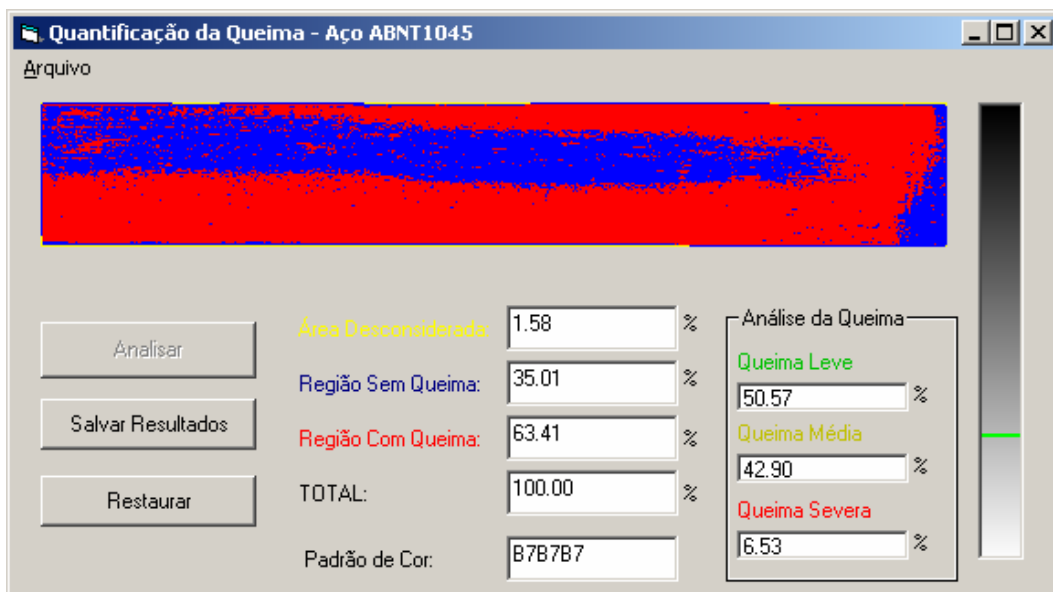 Quantificação da Queima - Aço ABNT1045
Arquivo
Analisar
Salvar Resultados
Restaurar
Área Desconsiderada: 1.58 %
Região Sem Queima: 35.01 %
Região Com Queima: 63.41 %
TOTAL: 100.00 %
Padrão de Cor: B7B7B7
Análise da Queima
Queima Leve
50.57 %
Queima Média
42.90 %
Queima Severa
6.53 %